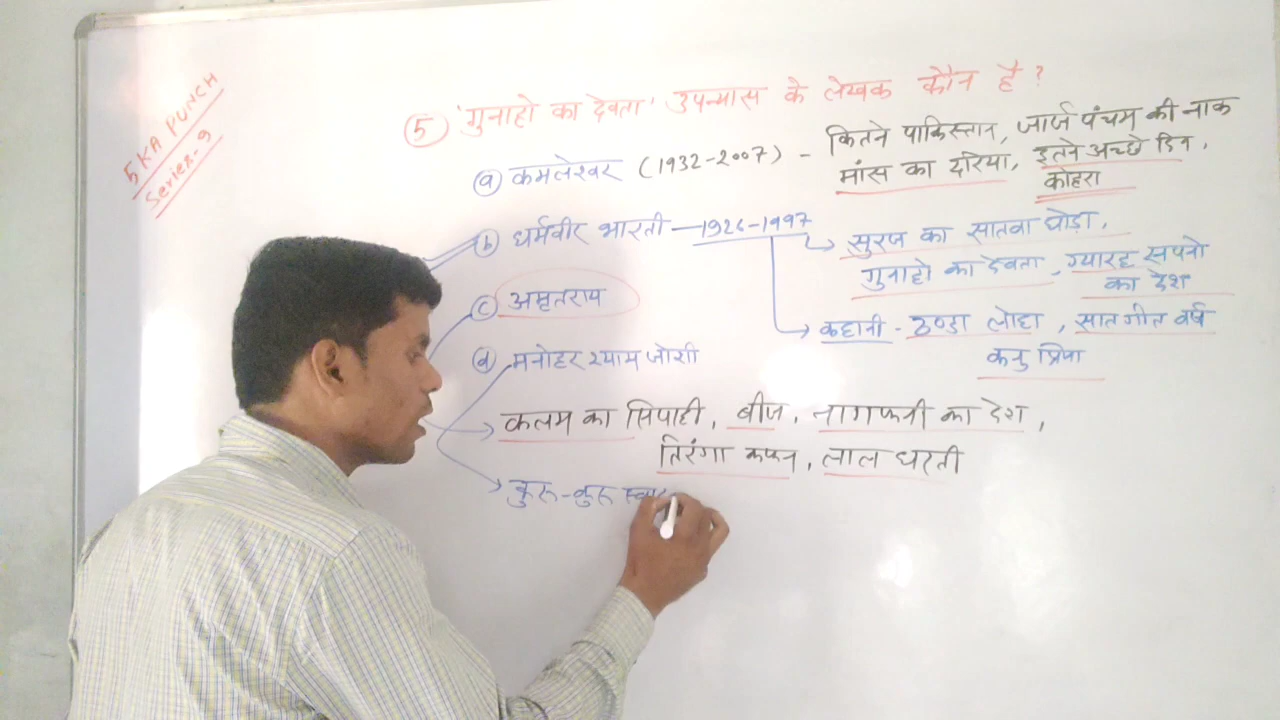 5 KA PUNCH
Series-9
⑤ 'गुनाहो का देवता' उपन्यास के लेखक कौन है ?
ⓐ कमलेश्वर (1932-2007) - कितने पाकिस्तान, जार्ज पंचम की नाक
मांस का दरिया, इतने अच्छे दिन,
कोहरा
ⓑ धर्मवीर भारती - 1926-1997
सुरज का सातवा घोड़ा,
गुनाहो का देवता, ग्यारह सपनो
का देश
ⓒ अमृतराय
कहानी - ठण्डा लोहा, सात गीत वर्ष
कनु प्रिया
ⓓ मनोहर श्याम जोशी
कलम का सिपाही, बीज, नागफनी का देश,
तिरंगा कफन, लाल धरती
कुरू-कुरू